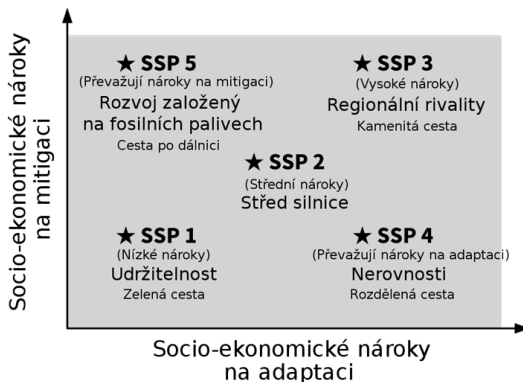 Socio-ekonomické nároky
na mitigaci
★ SSP 5
(Převažují nároky na mitigaci)
Rozvoj založený
na fosilních palivech
Cesta po dálnici
★ SSP 3
(Vysoké nároky)
Regionální rivality
Kamenitá cesta
★ SSP 2
(Střední nároky)
Střed silnice
★ SSP 1
(Nízké nároky)
Udržitelnost
Zelená cesta
★ SSP 4
(Převažují nároky na adaptaci)
Nerovnosti
Rozdělená cesta
Socio-ekonomické nároky
na adaptaci